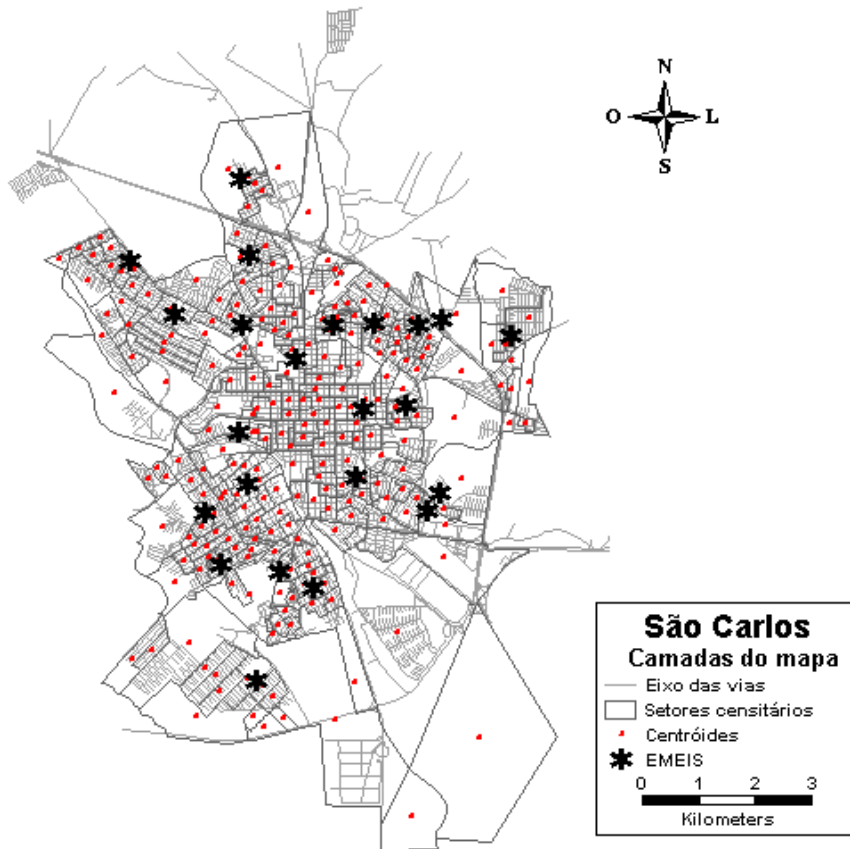 N
O L
S
São Carlos
Camadas do mapa
Eixo das vias
Setores censitários
Centróides
EMEIS
0 1 2 3
Kilometers